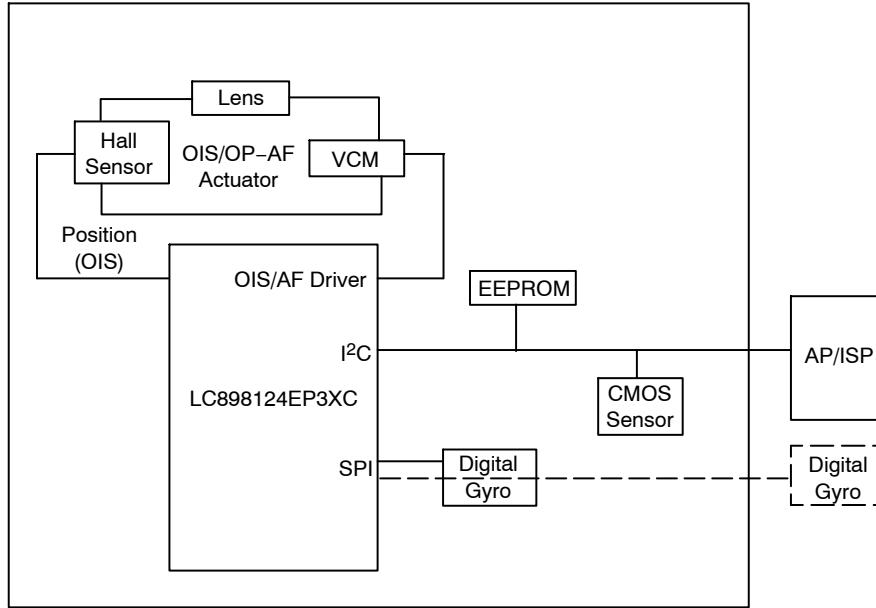 Lens
Hall
Sensor
OIS/OP−AF
Actuator
VCM
Position
(OIS)
OIS/AF Driver
EEPROM
I²C
AP/ISP
LC898124EP3XC
CMOS
Sensor
SPI
Digital
Gyro
Digital
Gyro